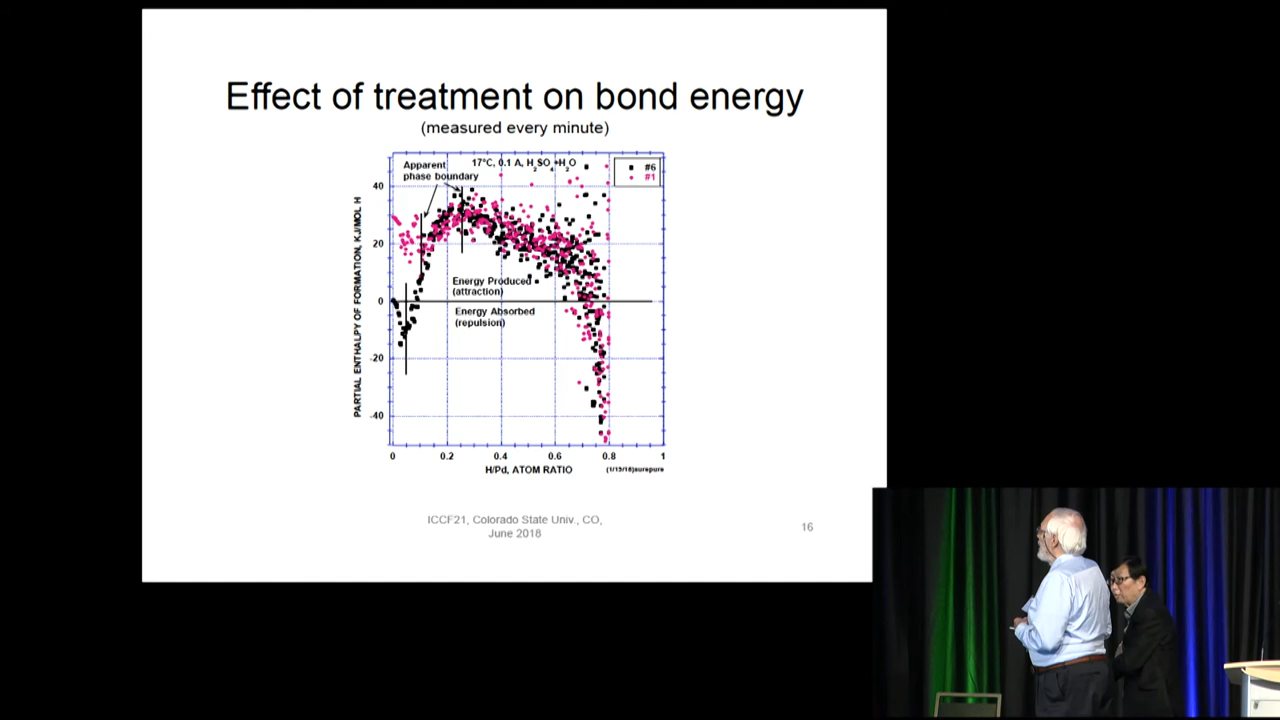 Effect of treatment on bond energy
(measured every minute)
Apparent
phase boundary
17°C, 0.1 A, H2SO4+H2O
#6
#1
PARTIAL ENTHALPY OF FORMATION, KJ/MOL H
40
20
0
-20
-40
Energy Produced
(attraction)
Energy Absorbed
(repulsion)
0 0.2 0.4 0.6 0.8 1
H/Pd, ATOM RATIO
(1/13/18)surepure
ICCF21, Colorado State Univ., CO,
June 2018
16